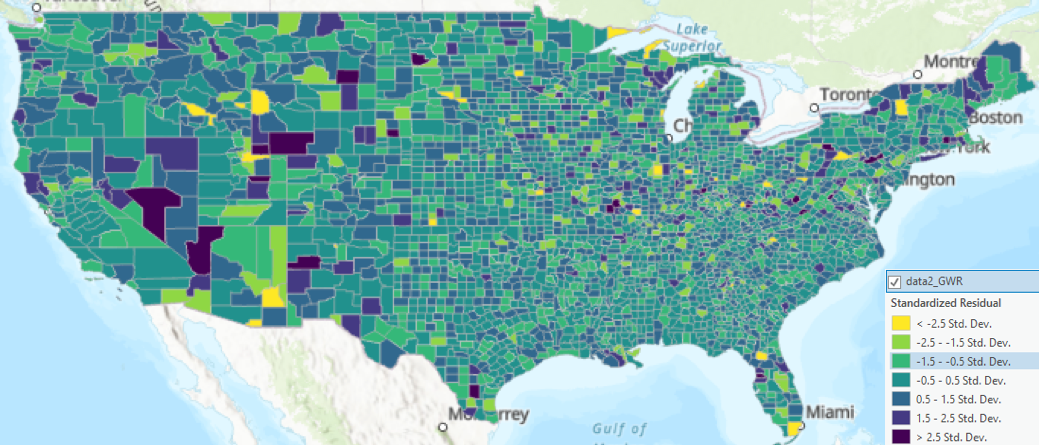 Lake
Superior
Montre
Toronto
Ch
Boston
York
ington
Miami
Mo rrey
Gulf of
data2_GWR
Standardized Residual
< -2.5 Std. Dev.
-2.5 - -1.5 Std. Dev.
-1.5 - -0.5 Std. Dev.
-0.5 - 0.5 Std. Dev.
0.5 - 1.5 Std. Dev.
1.5 - 2.5 Std. Dev.
> 2.5 Std. Dev.